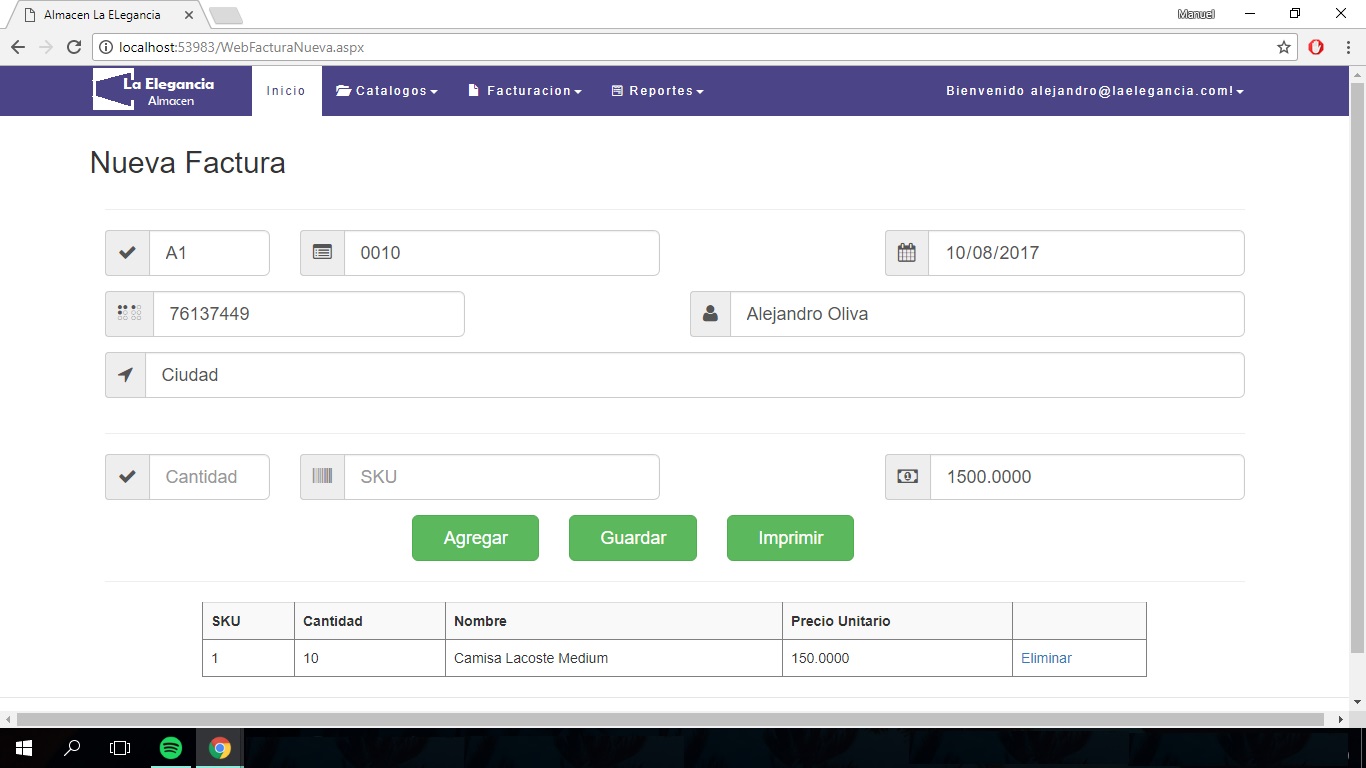 Almacen La ELegancia
Manuel
localhost:53983/WebFacturaNueva.aspx
La Elegancia
Almacen
Inicio
Catalogos
Facturacion
Reportes
Bienvenido alejandro@laelegancia.com!
Nueva Factura
A1
0010
10/08/2017
76137449
Alejandro Oliva
Ciudad
Cantidad
SKU
1500.0000
Agregar
Guardar
Imprimir
SKU Cantidad Nombre Precio Unitario
1 10 Camisa Lacoste Medium 150.0000 Eliminar